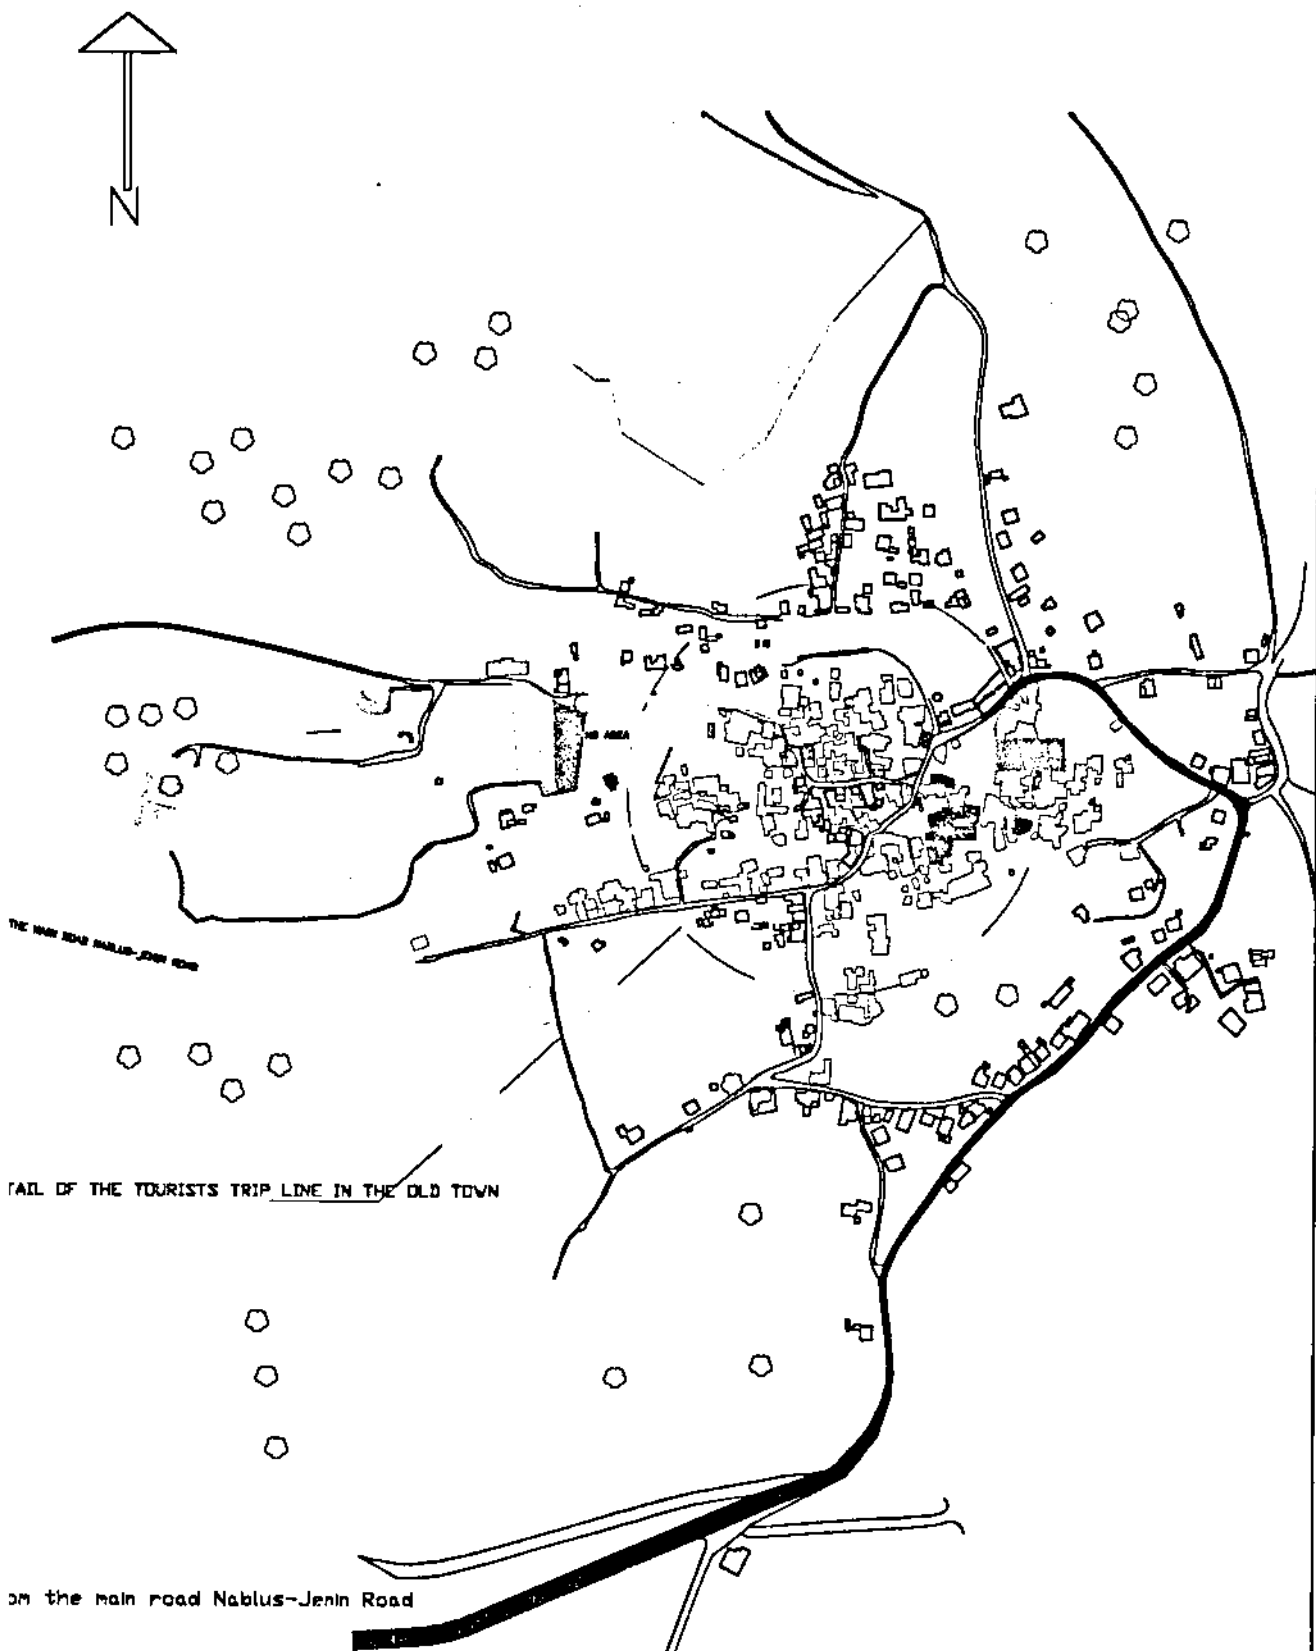 N
AREA
THE MAIN ROAD NABLUS-JENIN ROAD
TAIL OF THE TOURISTS TRIP LINE IN THE OLD TOWN
om the main road Nablus-Jenin Road